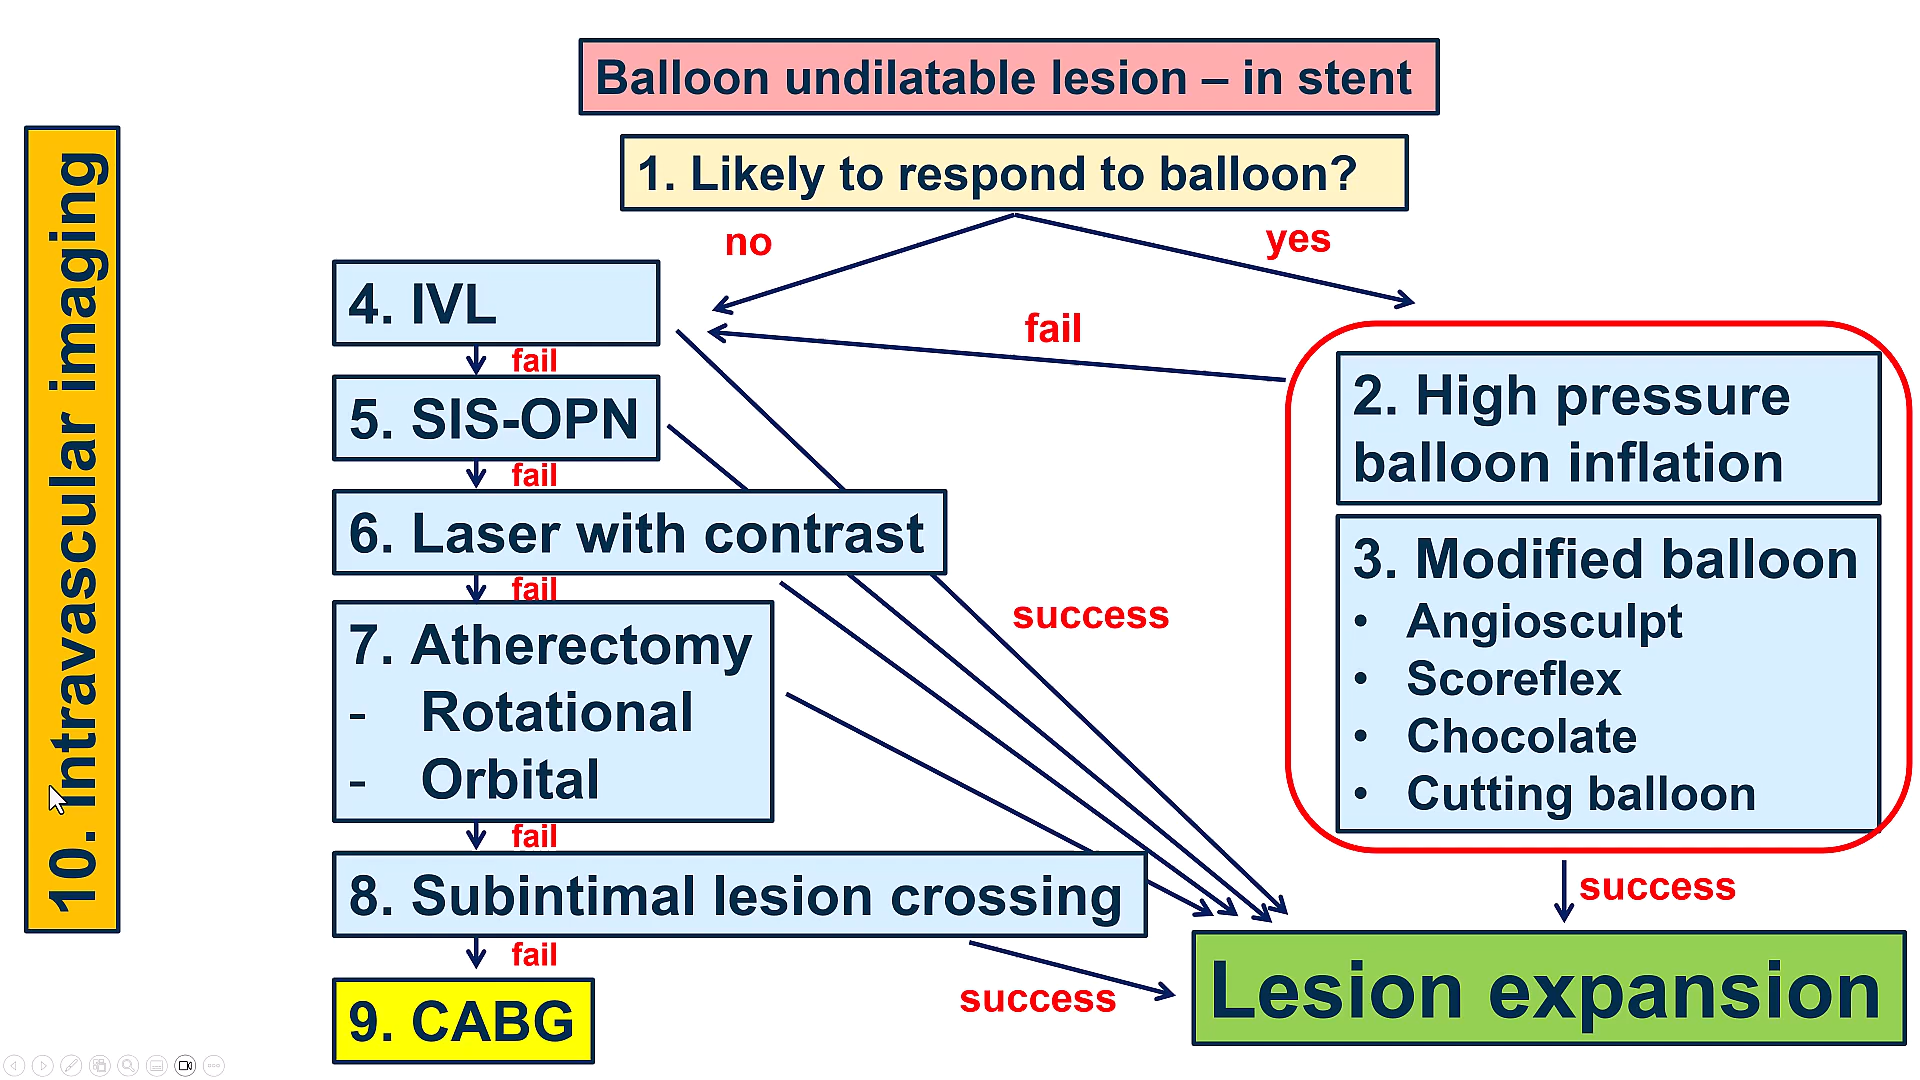 Balloon undilatable lesion – in stent
1. Likely to respond to balloon?
no
yes
10. Intravascular imaging
4. IVL
fail
fail
5. SIS-OPN
fail
6. Laser with contrast
fail
7. Atherectomy
- Rotational
- Orbital
fail
8. Subintimal lesion crossing
fail
9. CABG
success
success
2. High pressure
balloon inflation
3. Modified balloon
• Angiosculpt
• Scoreflex
• Chocolate
• Cutting balloon
success
Lesion expansion